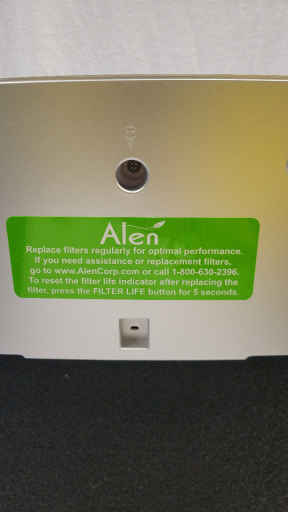 Alen
Replace filters regularly for optimal performance.
If you need assistance or replacement filters,
go to www.AlenCorp.com or call 1-800-630-2396.
To reset the filter life indicator after replacing the
filter, press the FILTER LIFE button for 5 seconds.